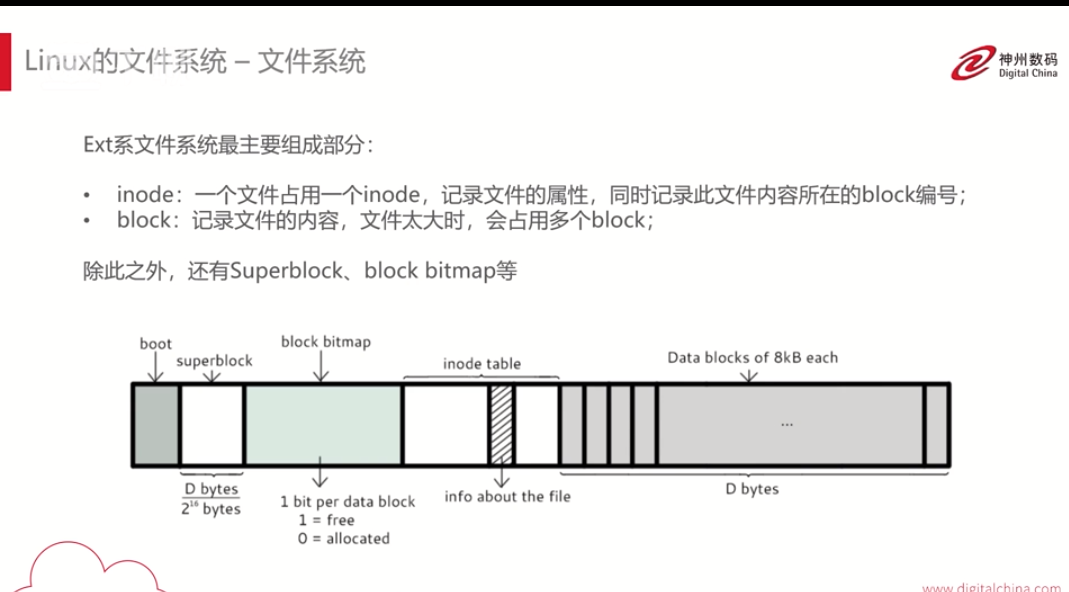 Linux的文件系统 – 文件系统
神州数码
Digital China
Ext系文件系统最主要组成部分：
• inode：一个文件占用一个inode，记录文件的属性，同时记录此文件内容所在的block编号；
• block：记录文件的内容，文件太大时，会占用多个block；
除此之外，还有Superblock、block bitmap等
boot
superblock
block bitmap
inode table
Data blocks of 8kB each
...
D bytes
2¹⁶ bytes
1 bit per data block
1 = free
0 = allocated
info about the file
D bytes
www.digitalchina.com